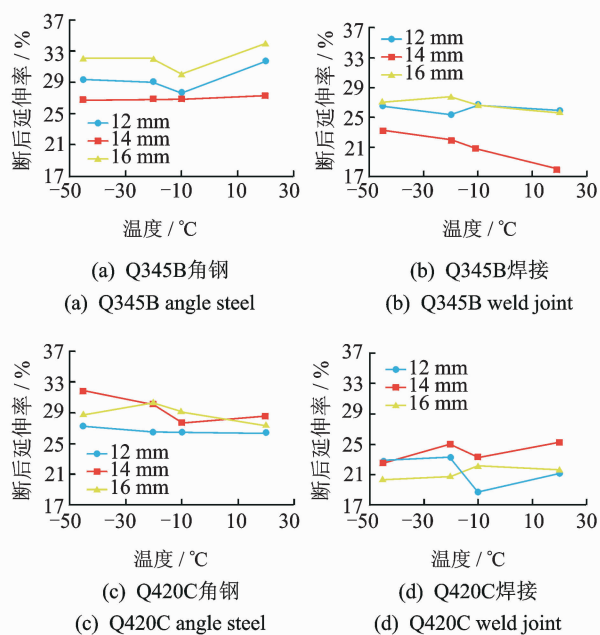 断后延伸率 / %
37
33
29
25
21
17
12 mm
14 mm
16 mm
−50 −30 −10 10 30
温度 / ℃
(a) Q345B角钢
(a) Q345B angle steel
断后延伸率 / %
37
33
29
25
21
17
12 mm
14 mm
16 mm
−50 −30 −10 10 30
温度 / ℃
(b) Q345B焊接
(b) Q345B weld joint
断后延伸率 / %
37
33
29
25
21
17
12 mm
14 mm
16 mm
−50 −30 −10 10 30
温度 / ℃
(c) Q420C角钢
(c) Q420C angle steel
断后延伸率 / %
37
33
29
25
21
17
12 mm
14 mm
16 mm
−50 −30 −10 10 30
温度 / ℃
(d) Q420C焊接
(d) Q420C weld joint